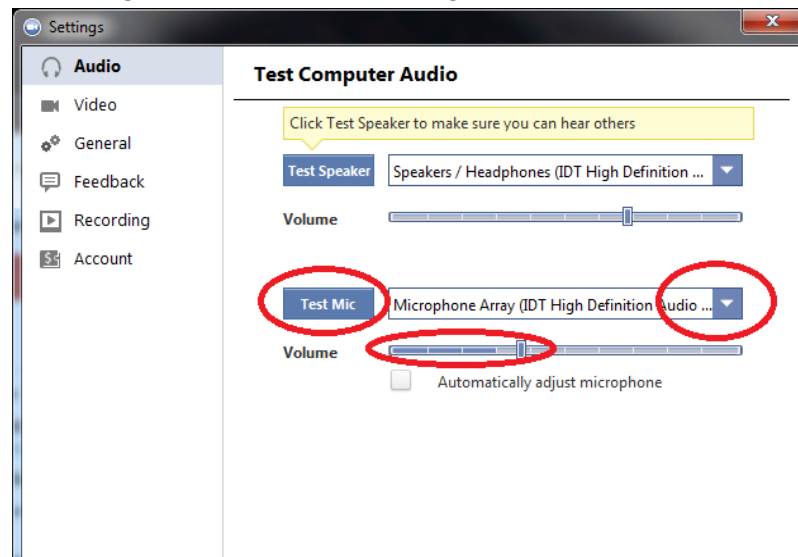 Settings
Audio
Video
General
Feedback
Recording
Account
Test Computer Audio
Click Test Speaker to make sure you can hear others
Test Speaker
Speakers / Headphones (IDT High Definition ...
Volume
Test Mic
Microphone Array (IDT High Definition Audio ...
Volume
Automatically adjust microphone